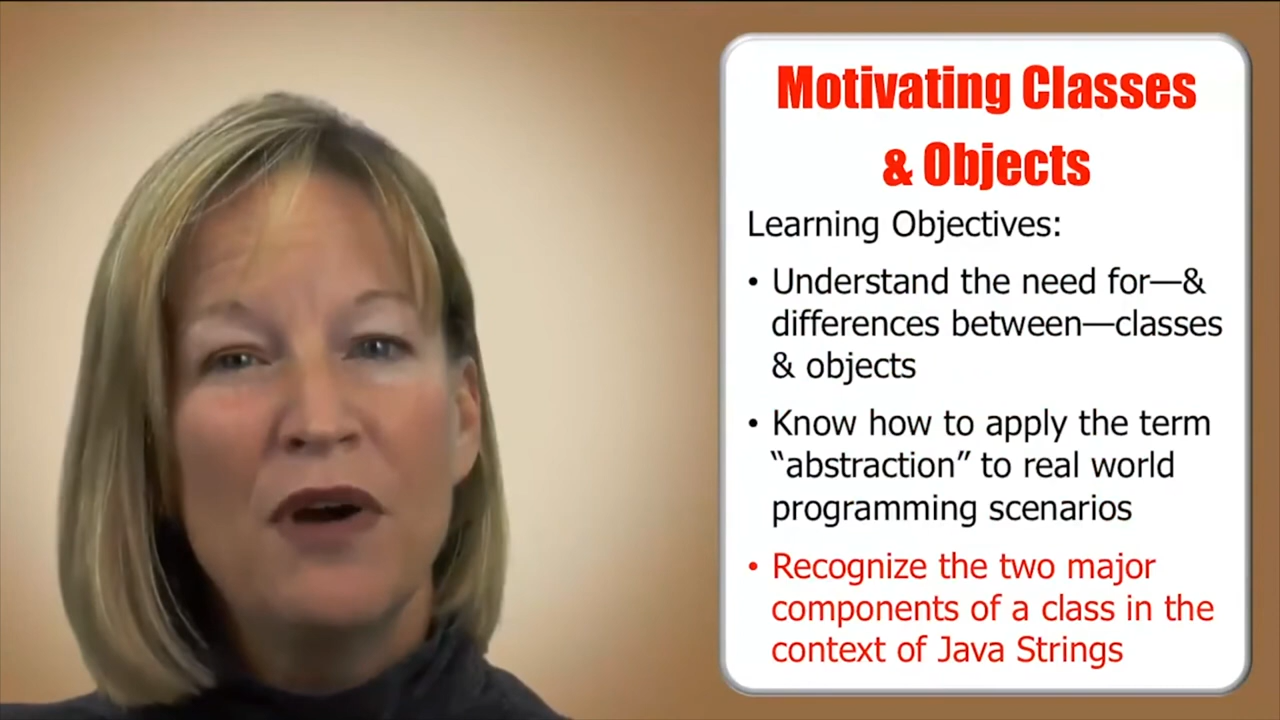 Motivating Classes
& Objects
Learning Objectives:
• Understand the need for—&
differences between—classes
& objects
• Know how to apply the term
“abstraction” to real world
programming scenarios
• Recognize the two major
components of a class in the
context of Java Strings